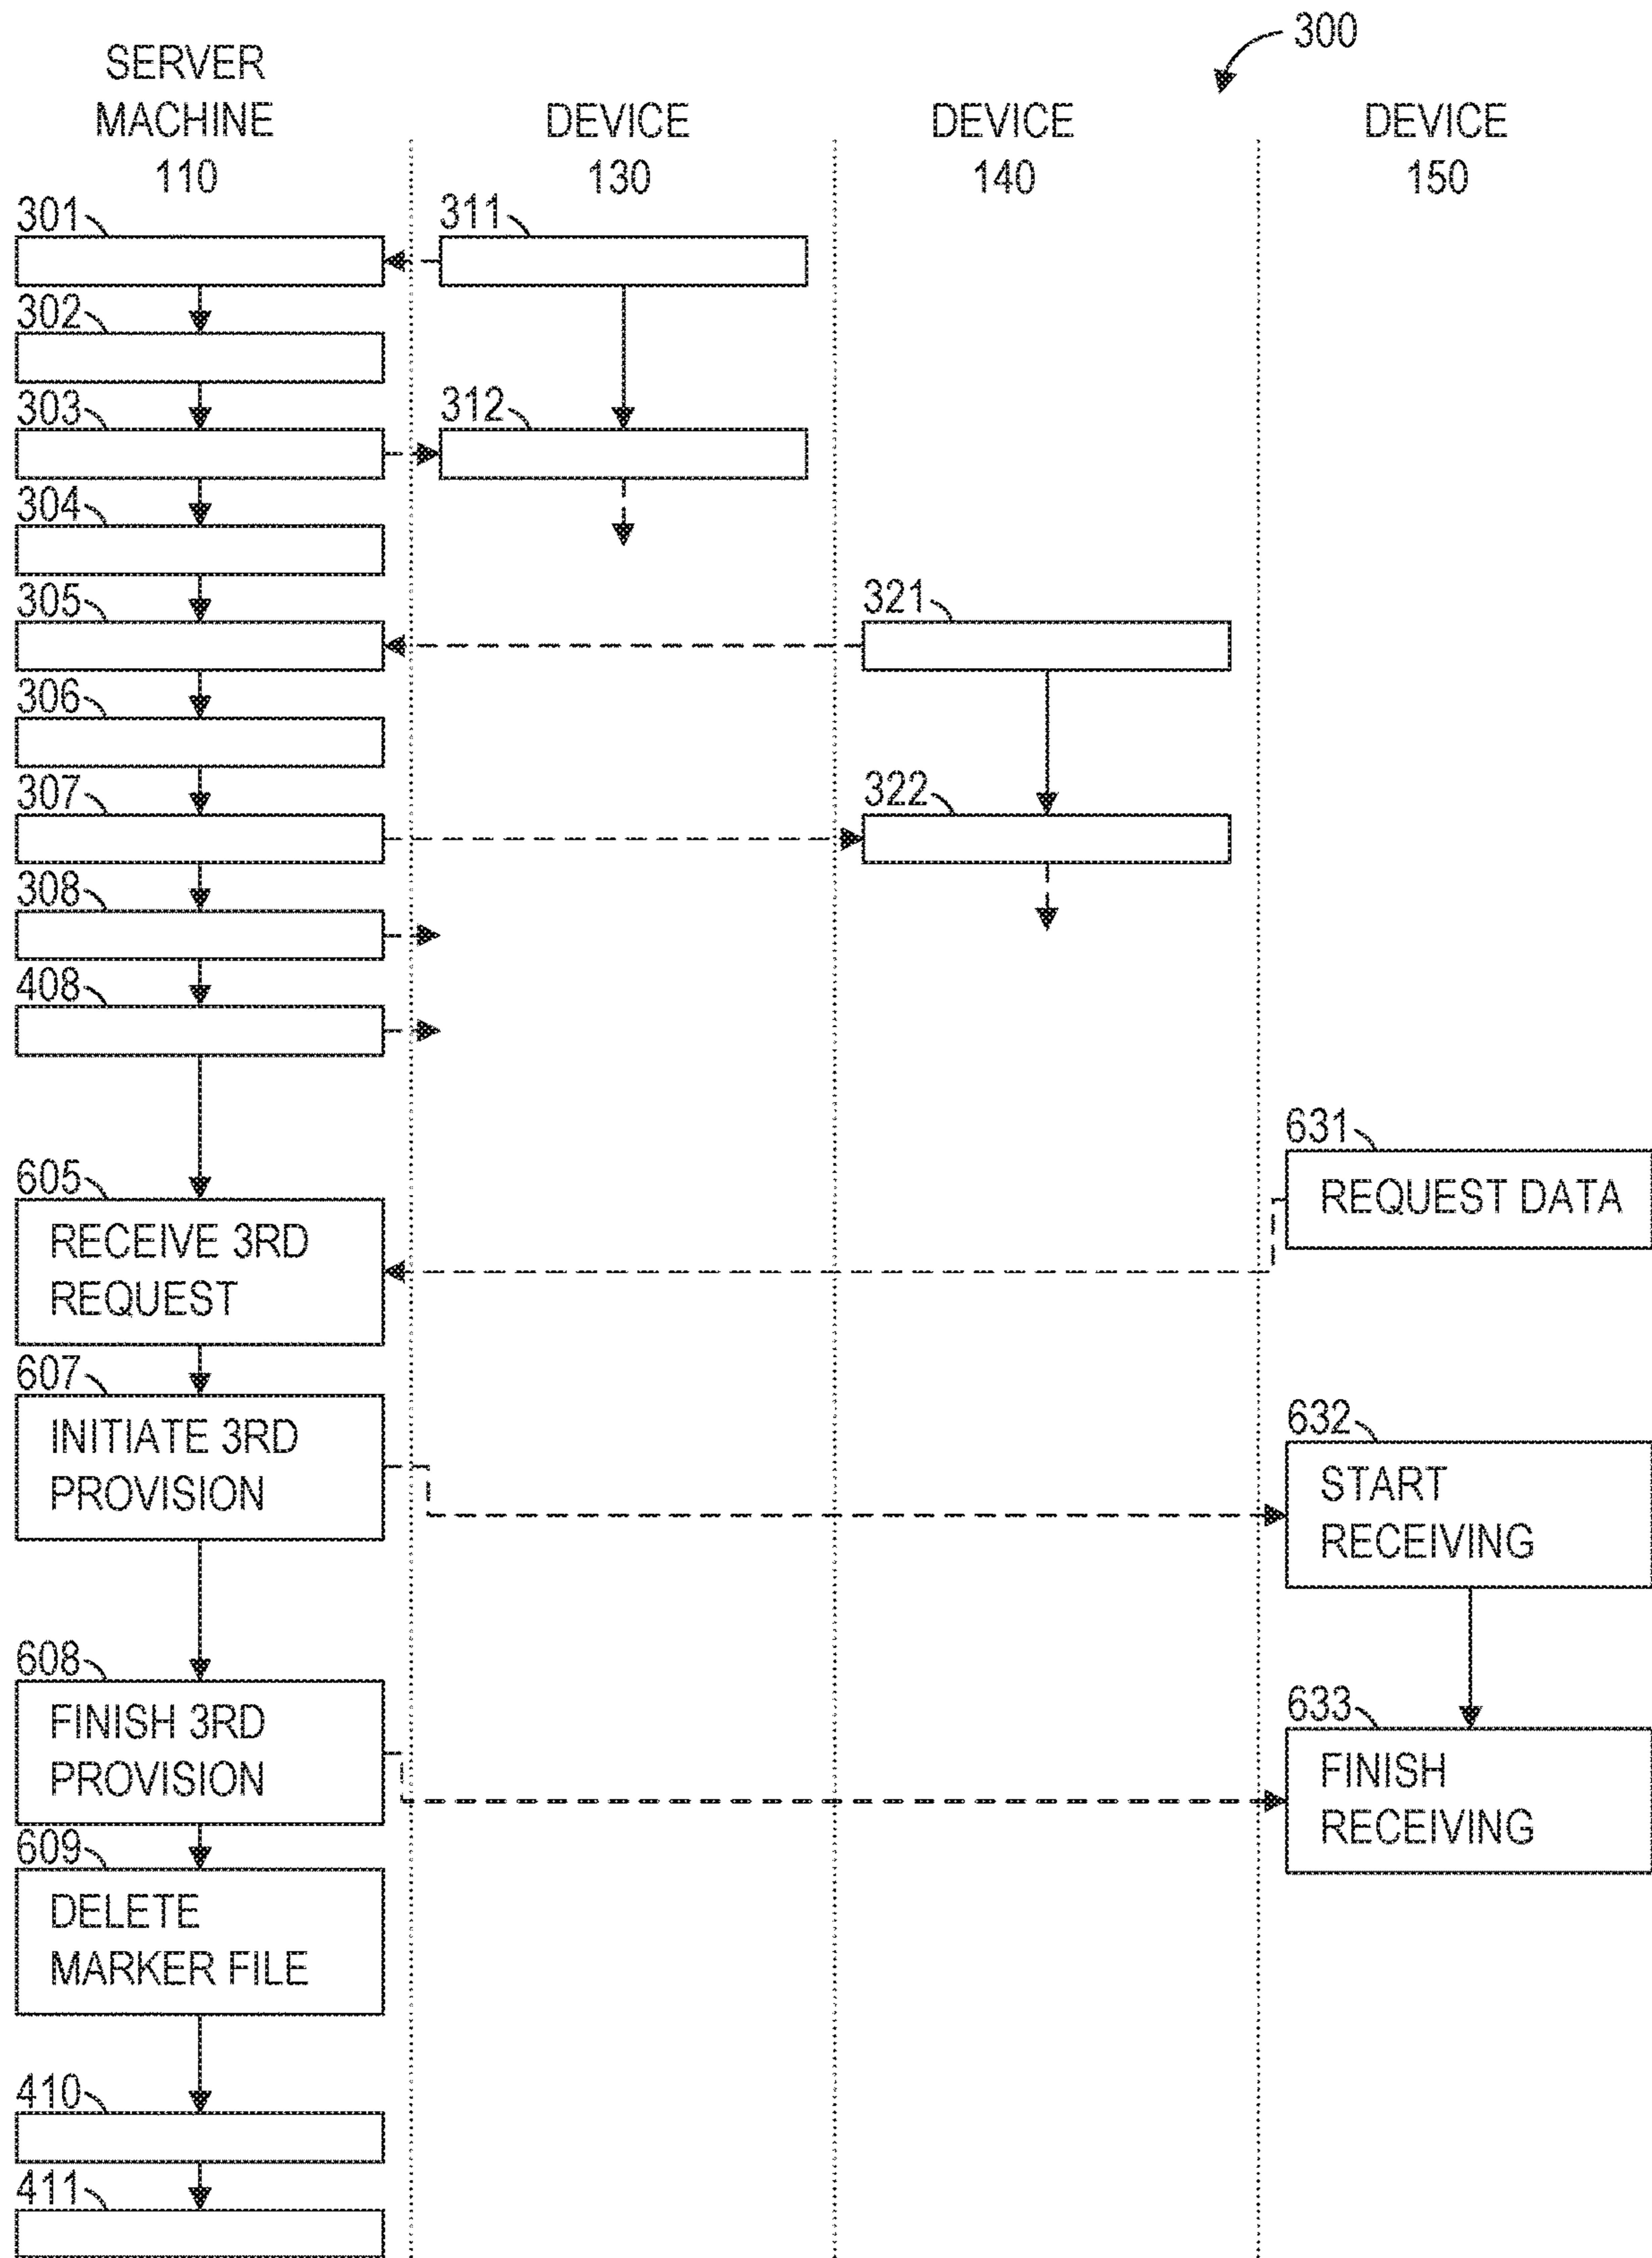 300
SERVER
MACHINE
110
DEVICE
130
DEVICE
140
DEVICE
150
301
311
302
303
312
304
305
321
306
307
322
308
408
631
REQUEST DATA
605
RECEIVE 3RD
REQUEST
607
INITIATE 3RD
PROVISION
632
START
RECEIVING
608
FINISH 3RD
PROVISION
633
FINISH
RECEIVING
609
DELETE
MARKER FILE
410
411